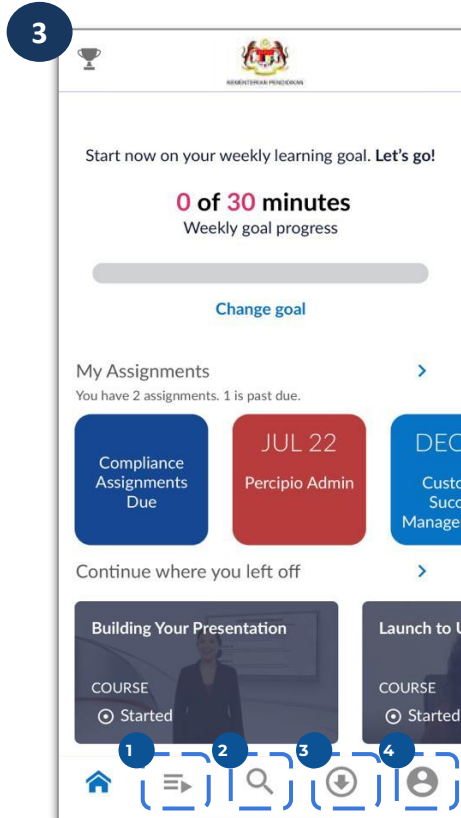 3
KEMENTERIAN PENDIDIKAN
Start now on your weekly learning goal. Let's go!
0 of 30 minutes
Weekly goal progress
Change goal
My Assignments
You have 2 assignments. 1 is past due.
Compliance
Assignments
Due
JUL 22
Percipio Admin
DEC
Custo
Succ
Manage
Continue where you left off
Building Your Presentation
COURSE
Started
Launch to U
COURSE
Started
1
2
3
4